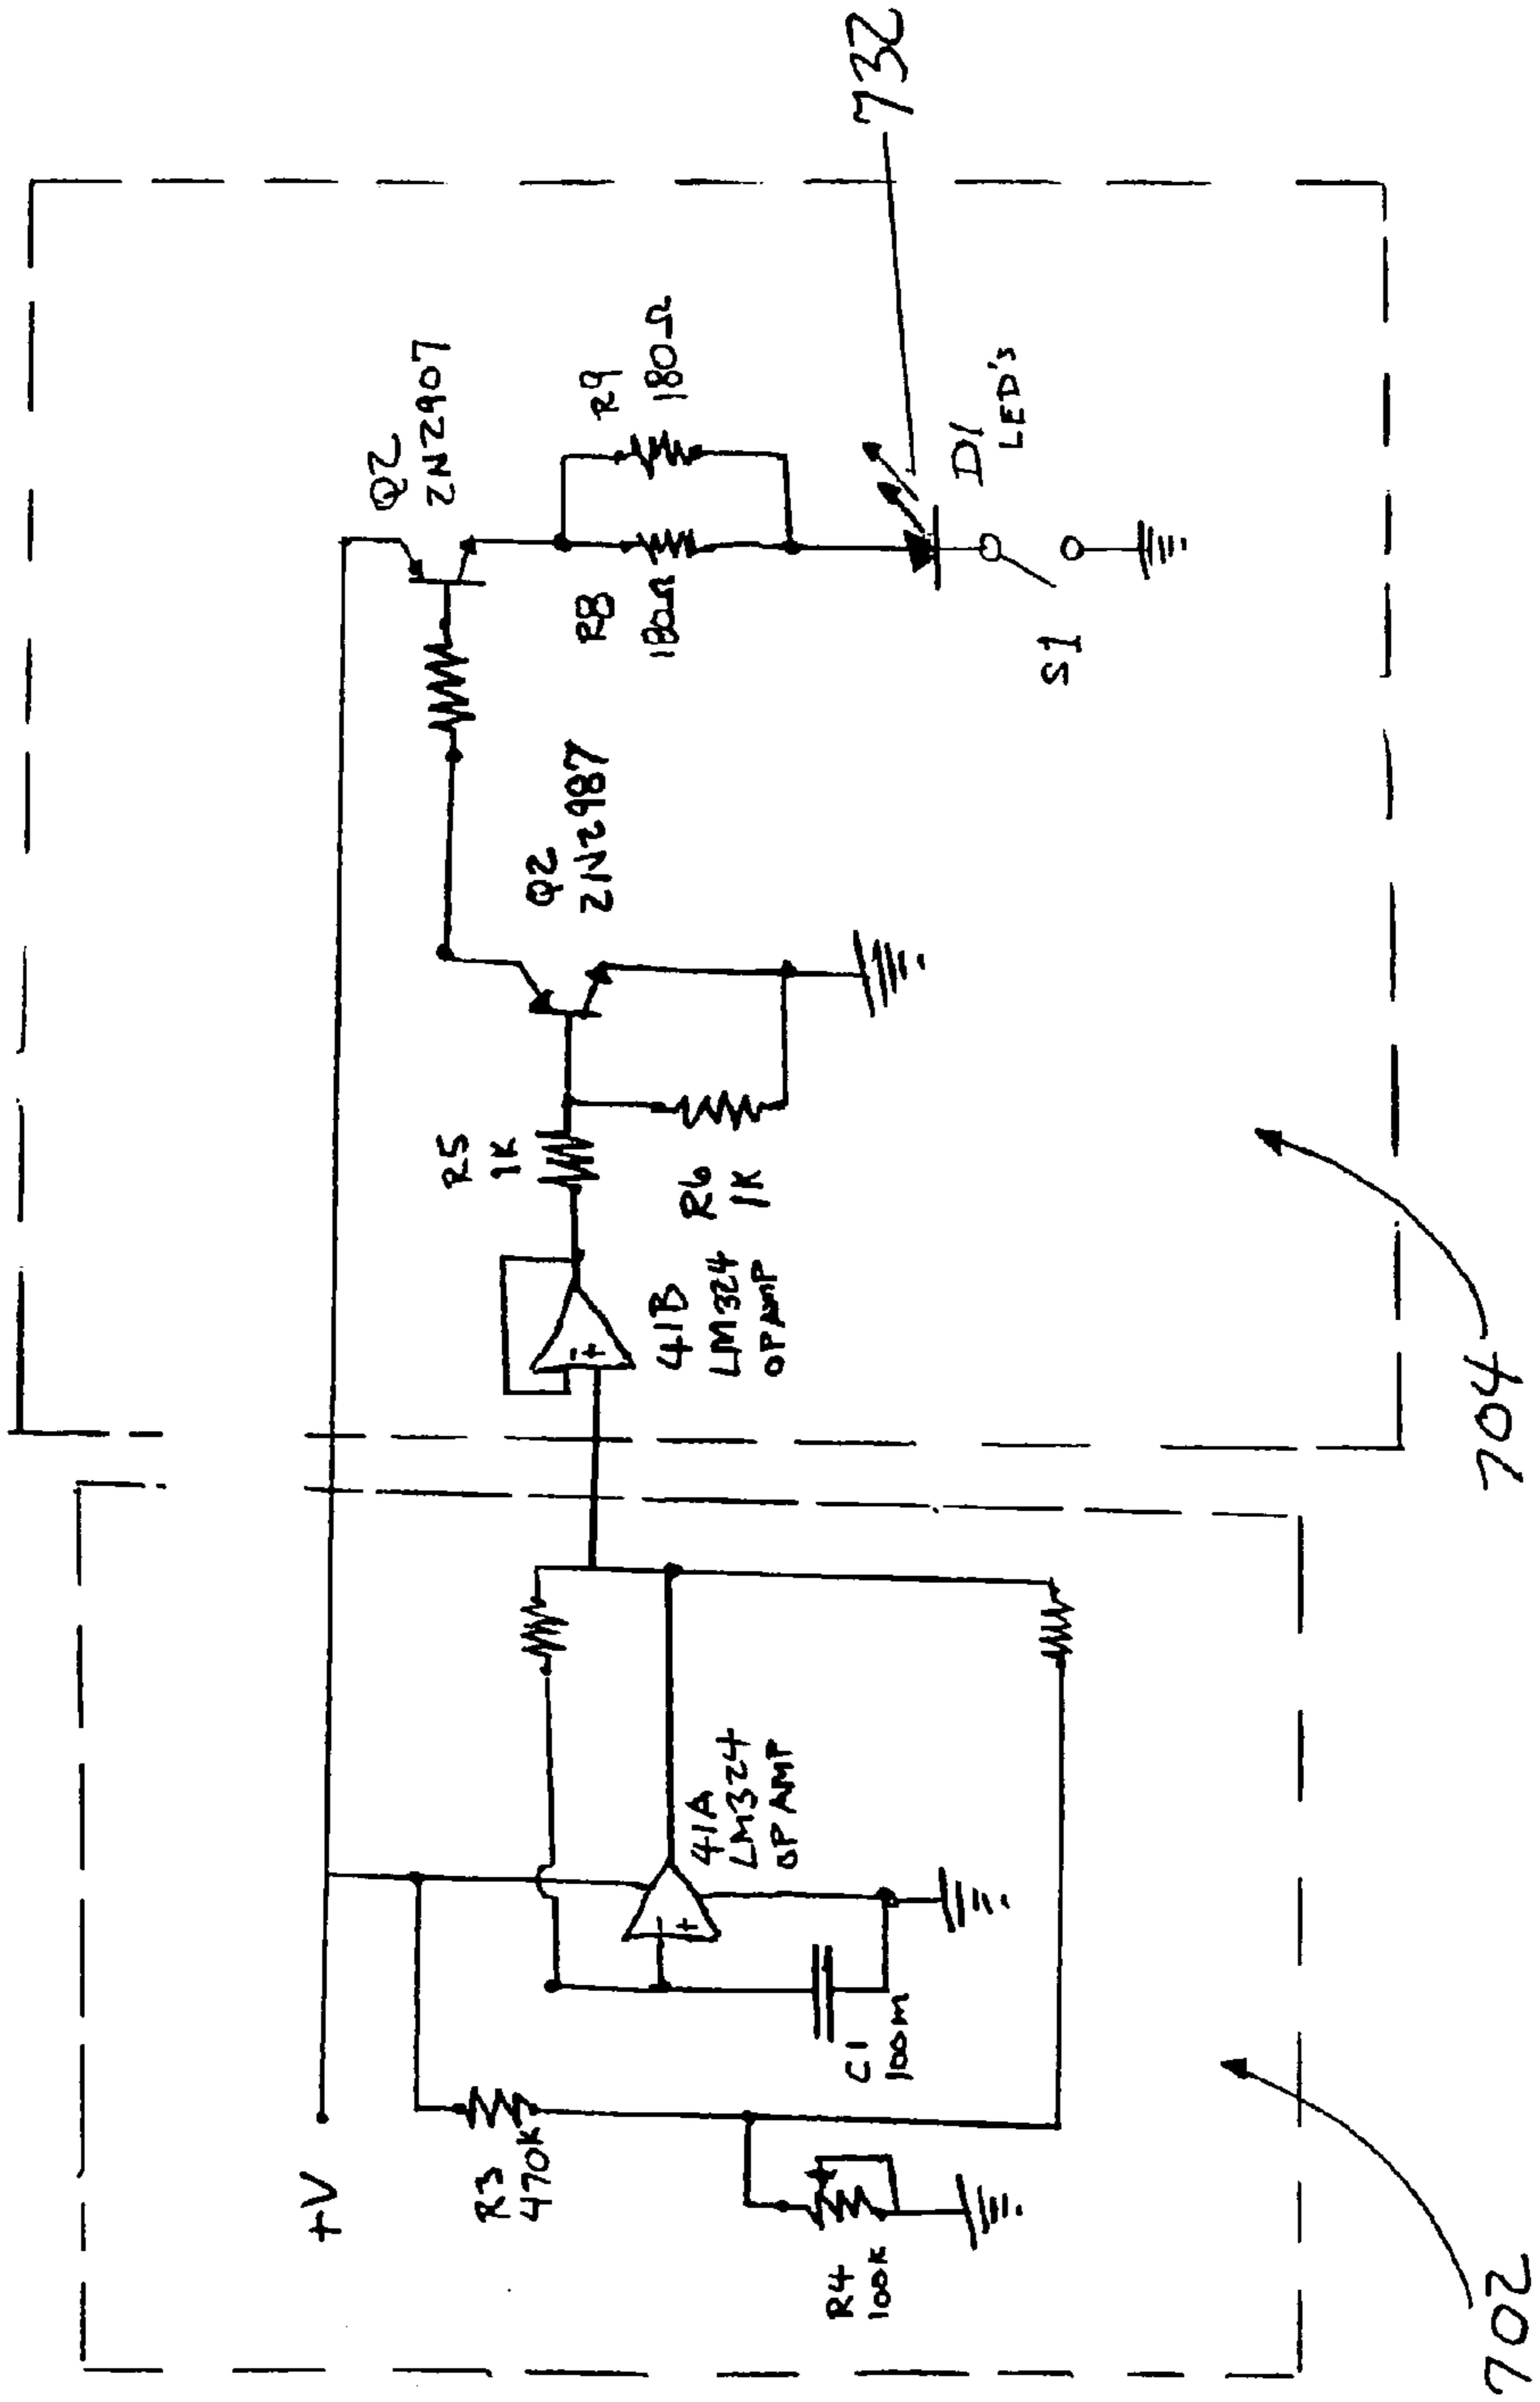 +V
R3
470K
R4
100K
C1
100M
-
+
41A
LM324
OP AMP
702
-
+
41B
LM324
OP AMP
R5
1K
R6
1K
Q2
2N2987
Q2
2N2907
R8
180Ω
R9
180Ω
D1
LED's
S1
732
704